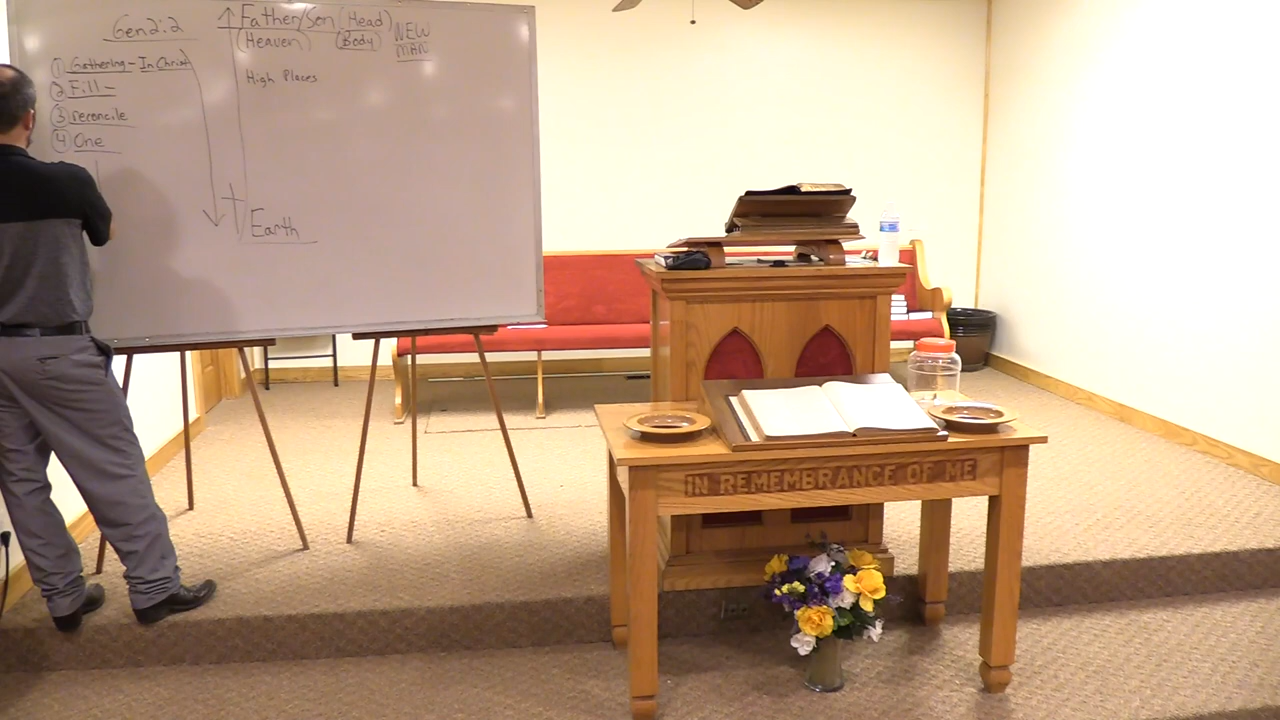 Gen 2:2
① Gathering - In Christ
② Fill -
③ reconcile
④ One
Father/Son (Head)
(Heaven) (Body)
NEW
MAN
High Places
Earth
IN REMEMBRANCE OF ME